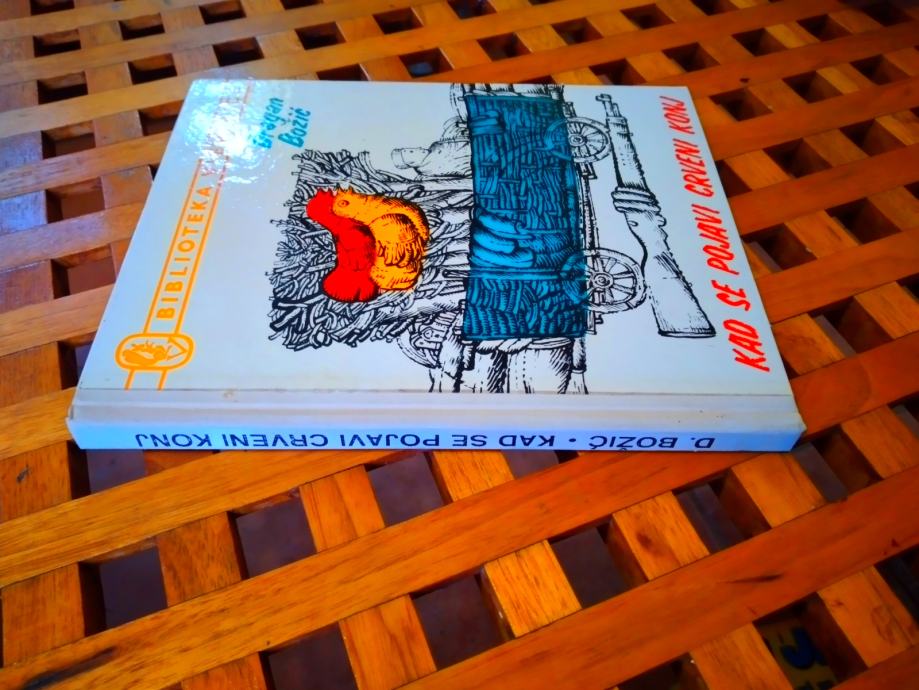 BIBLIOTEKA
Dragan
Božić
KAD SE POJAVI CRVENI KONJ
D. BOŽIĆ • KAD SE POJAVI CRVENI KONJ